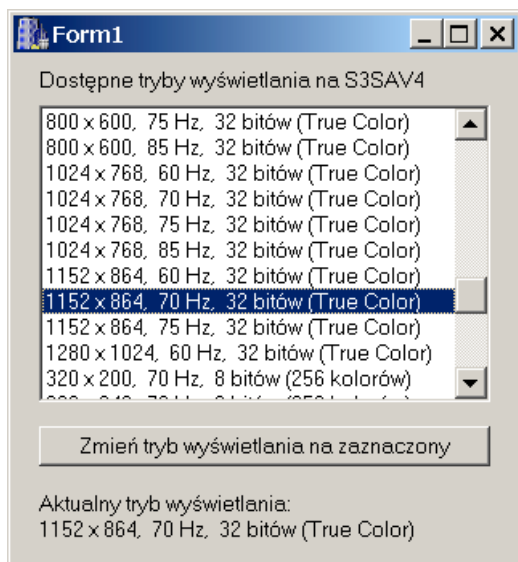 Form1
Dostępne tryby wyświetlania na S3SAV4
800 x 600, 75 Hz, 32 bitów (True Color)
800 x 600, 85 Hz, 32 bitów (True Color)
1024 x 768, 60 Hz, 32 bitów (True Color)
1024 x 768, 70 Hz, 32 bitów (True Color)
1024 x 768, 75 Hz, 32 bitów (True Color)
1024 x 768, 85 Hz, 32 bitów (True Color)
1152 x 864, 60 Hz, 32 bitów (True Color)
1152 x 864, 70 Hz, 32 bitów (True Color)
1152 x 864, 75 Hz, 32 bitów (True Color)
1280 x 1024, 60 Hz, 32 bitów (True Color)
320 x 200, 70 Hz, 8 bitów (256 kolorów)
Zmień tryb wyświetlania na zaznaczony
Aktualny tryb wyświetlania:
1152 x 864, 70 Hz, 32 bitów (True Color)